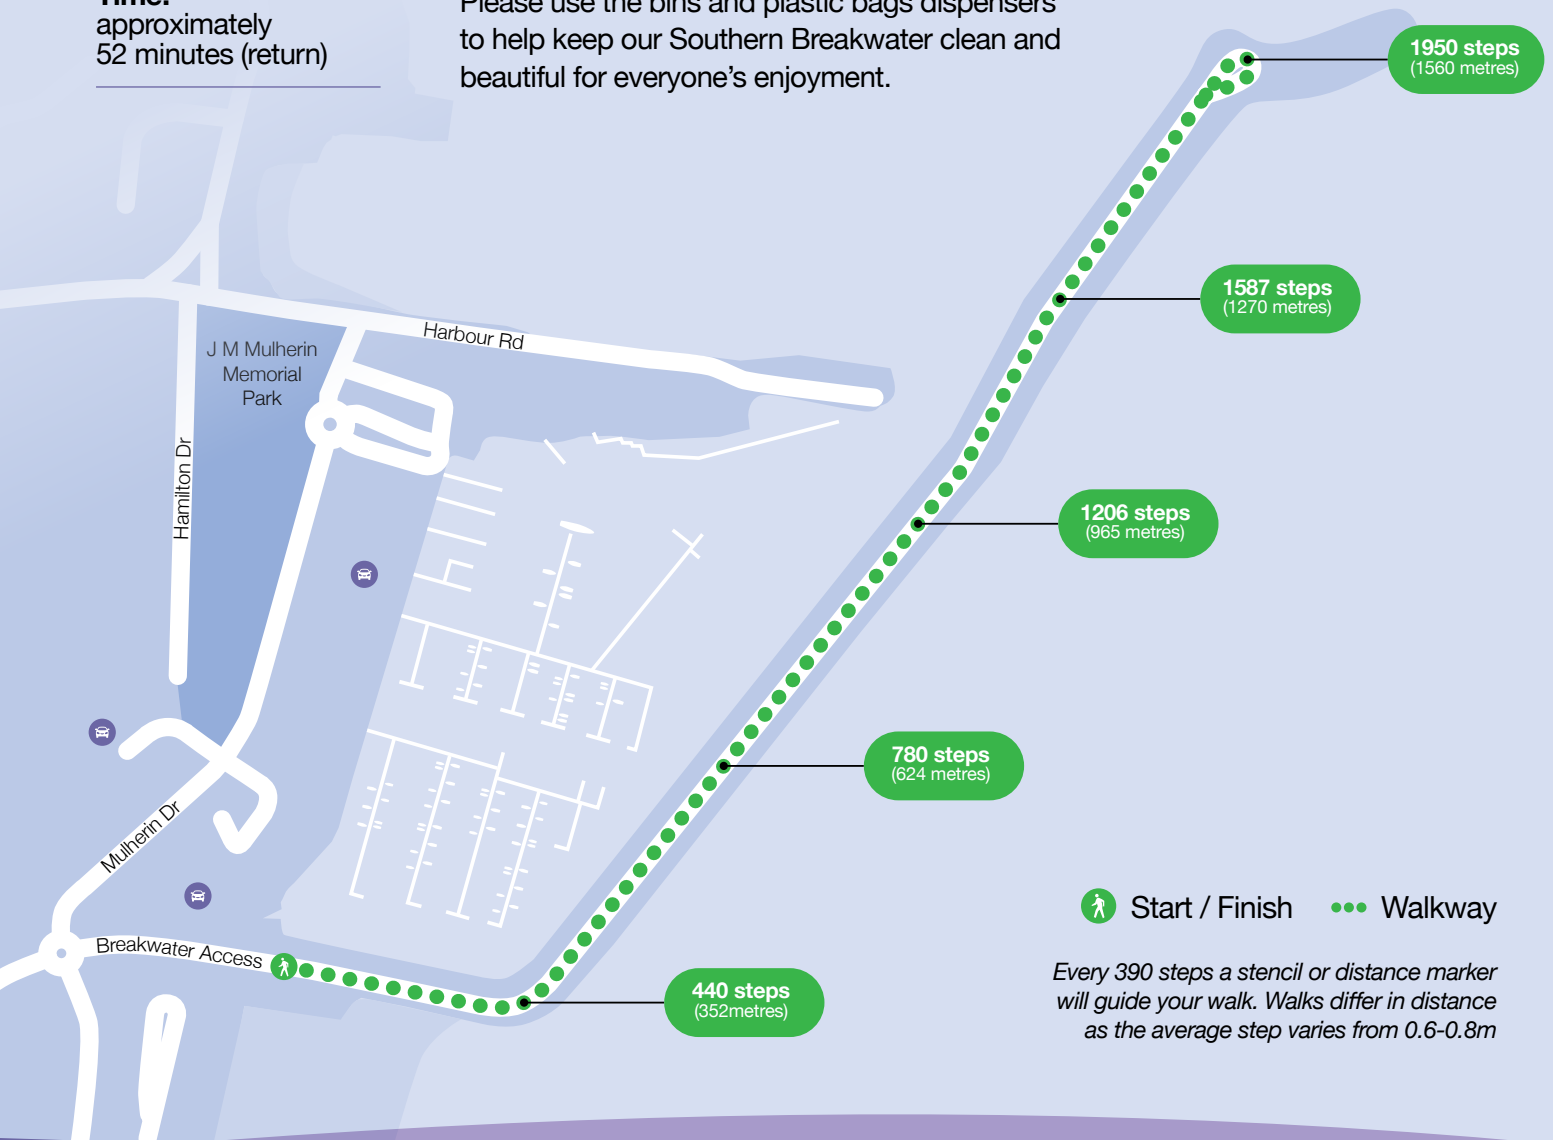 Time:
approximately
52 minutes (return)
Please use the bins and plastic bags dispensers
to help keep our Southern Breakwater clean and
beautiful for everyone’s enjoyment.
1950 steps
(1560 metres)
1587 steps
(1270 metres)
Harbour Rd
J M Mulherin
Memorial
Park
Hamilton Dr
1206 steps
(965 metres)
780 steps
(624 metres)
Mulherin Dr
Start / Finish
Walkway
Breakwater Access
Every 390 steps a stencil or distance marker
will guide your walk. Walks differ in distance
as the average step varies from 0.6-0.8m
440 steps
(352metres)